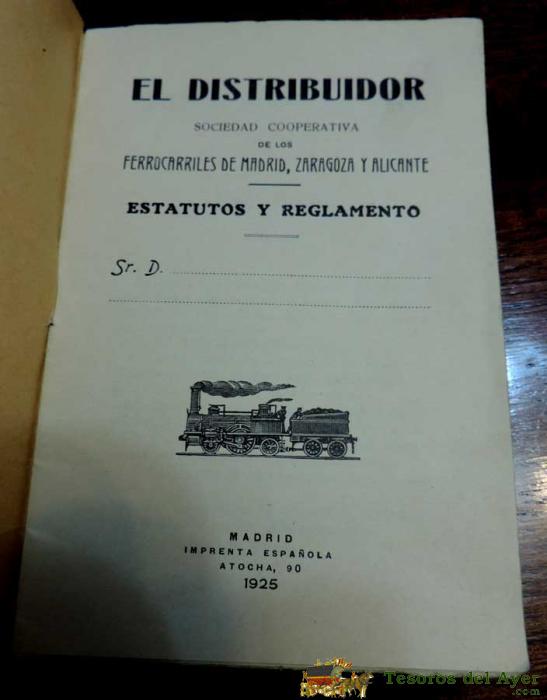 EL DISTRIBUIDOR
SOCIEDAD COOPERATIVA
DE LOS
FERROCARRILES DE MADRID, ZARAGOZA Y ALICANTE
ESTATUTOS Y REGLAMENTO
Sr. D.
MADRID
IMPRENTA ESPAÑOLA
ATOCHA, 90
1925
Tesoros del Ayer
.com